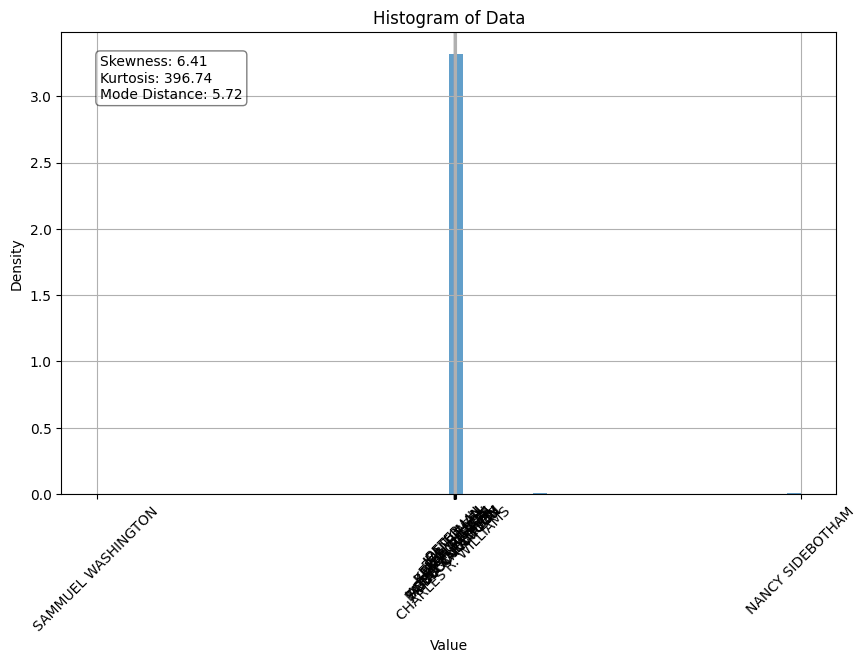 Histogram of Data
Skewness: 6.41
Kurtosis: 396.74
Mode Distance: 5.72
Density
3.0
2.5
2.0
1.5
1.0
0.5
0.0
SAMMUEL WASHINGTON
CHARLES R. WILLIAMS
NANCY SIDEBOTHAM
Value